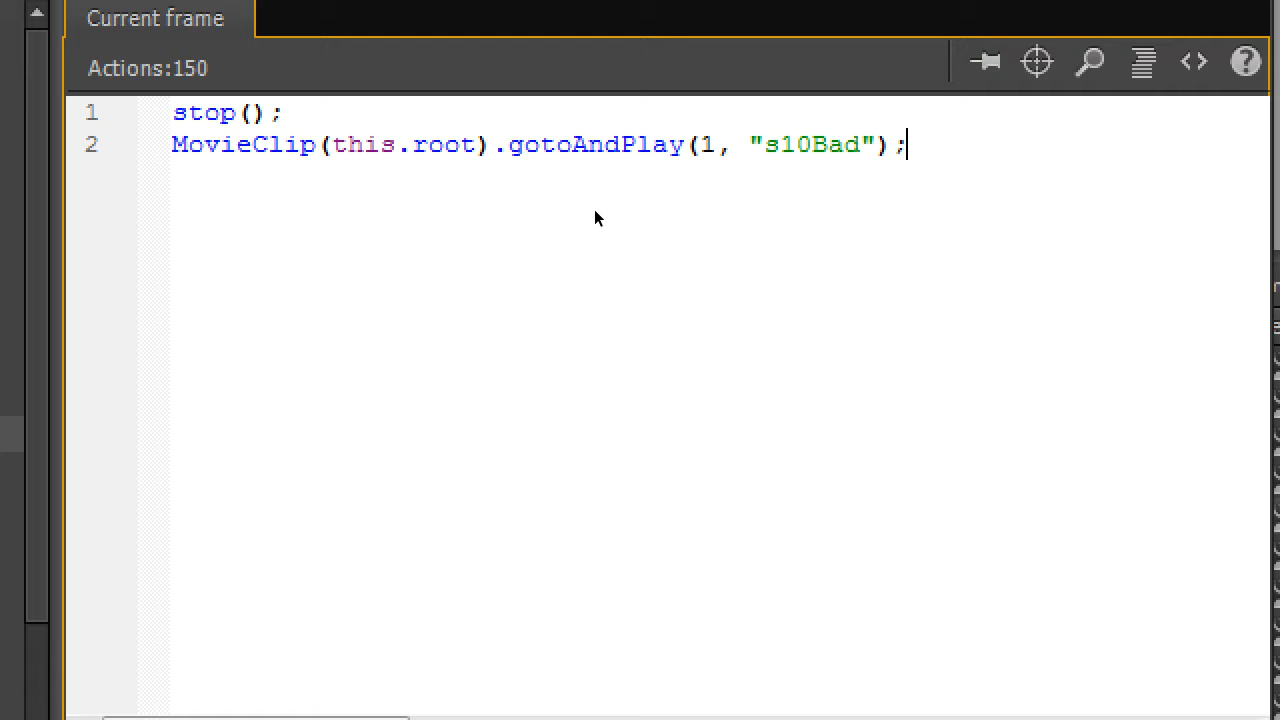 Current frame
Actions:150
1 stop();
2 MovieClip(this.root).gotoAndPlay(1, "s10Bad");